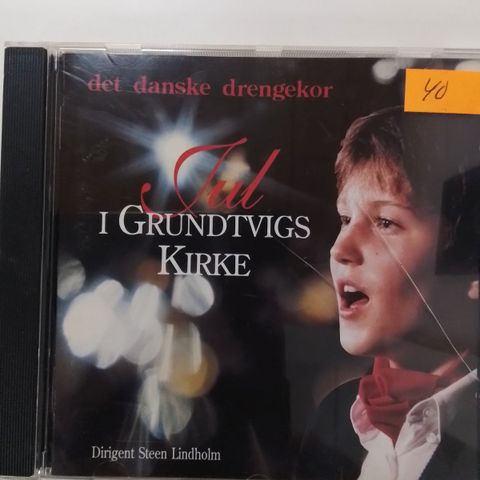 det danske drengekor
40
Jul
I GRUNDTVIGS
KIRKE
Dirigent Steen Lindholm